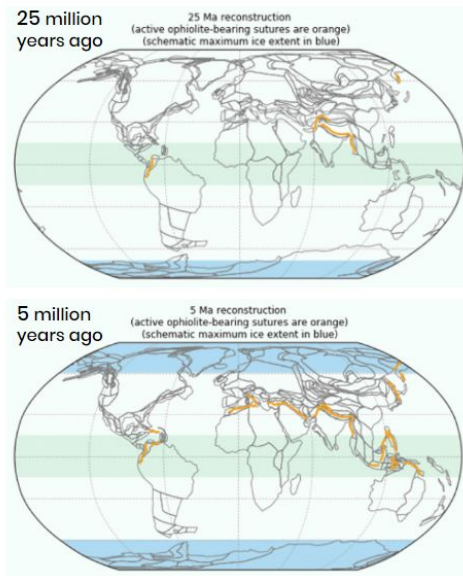 25 million
years ago
25 Ma reconstruction
(active ophiolite-bearing sutures are orange)
(schematic maximum ice extent in blue)
5 million
years ago
5 Ma reconstruction
(active ophiolite-bearing sutures are orange)
(schematic maximum ice extent in blue)